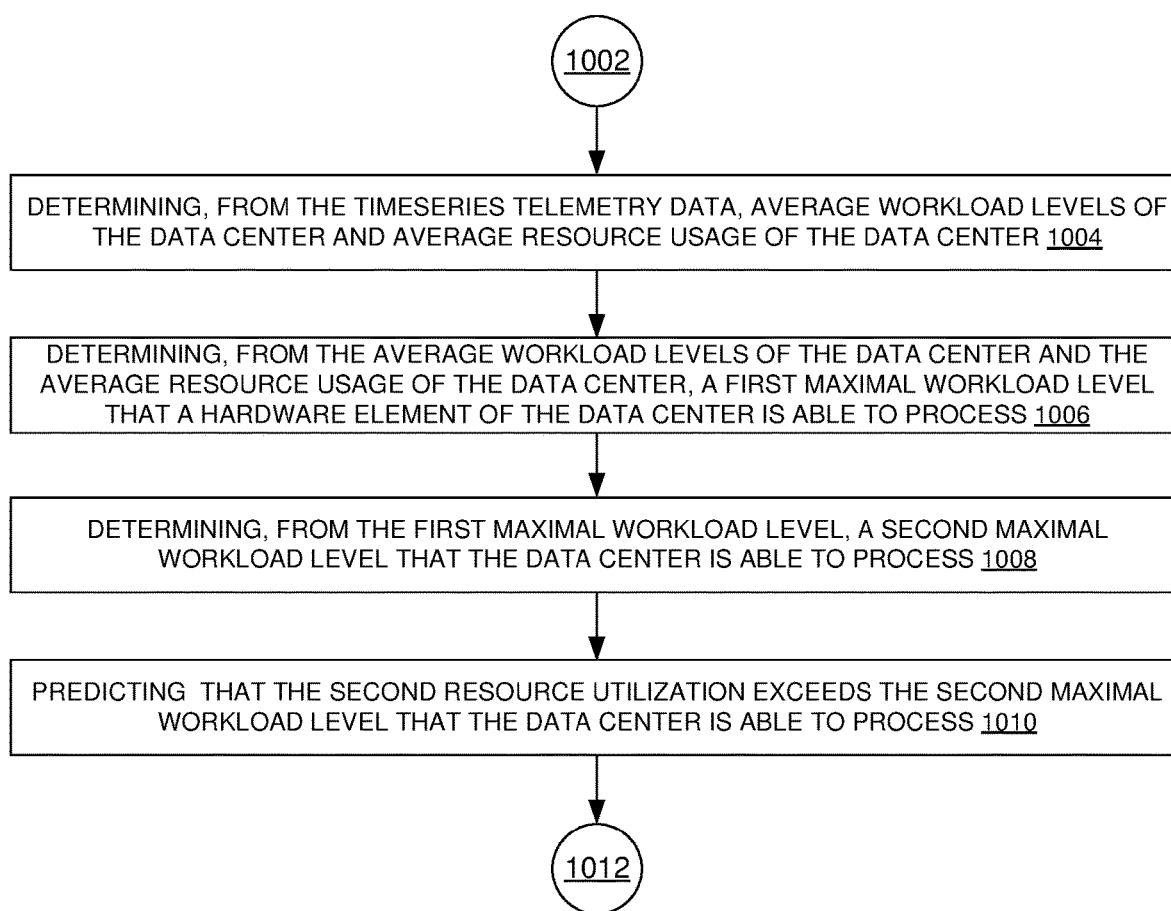 1002
DETERMINING, FROM THE TIMESERIES TELEMETRY DATA, AVERAGE WORKLOAD LEVELS OF
THE DATA CENTER AND AVERAGE RESOURCE USAGE OF THE DATA CENTER 1004
DETERMINING, FROM THE AVERAGE WORKLOAD LEVELS OF THE DATA CENTER AND THE
AVERAGE RESOURCE USAGE OF THE DATA CENTER, A FIRST MAXIMAL WORKLOAD LEVEL
THAT A HARDWARE ELEMENT OF THE DATA CENTER IS ABLE TO PROCESS 1006
DETERMINING, FROM THE FIRST MAXIMAL WORKLOAD LEVEL, A SECOND MAXIMAL
WORKLOAD LEVEL THAT THE DATA CENTER IS ABLE TO PROCESS 1008
PREDICTING THAT THE SECOND RESOURCE UTILIZATION EXCEEDS THE SECOND MAXIMAL
WORKLOAD LEVEL THAT THE DATA CENTER IS ABLE TO PROCESS 1010
1012